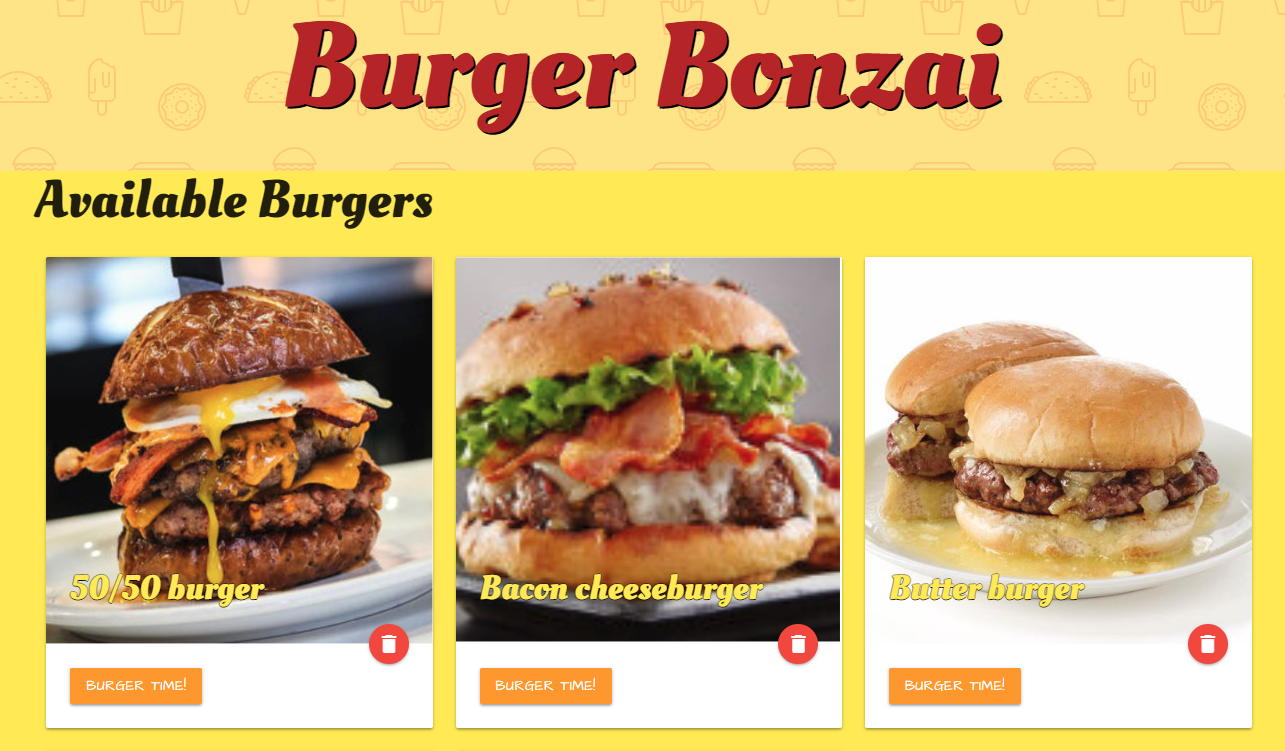 Burger Bonzai
Available Burgers
50/50 burger
Bacon cheeseburger
Butter burger
BURGER TIME!
BURGER TIME!
BURGER TIME!